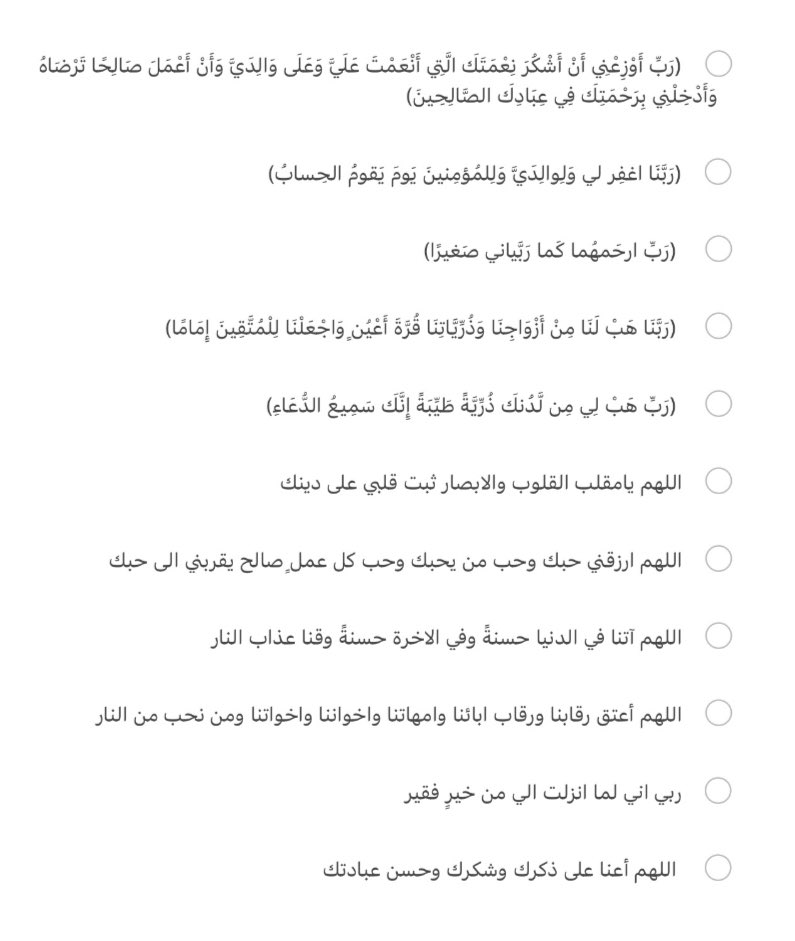 (رَبِّ أَوْزِعْنِي أَنْ أَشْكُرَ نِعْمَتَكَ الَّتِي أَنْعَمْتَ عَلَيَّ وَعَلَى وَالِدَيَّ وَأَنْ أَعْمَلَ صَالِحًا تَرْضَاهُ
وَأَدْخِلْنِي بِرَحْمَتِكَ فِي عِبَادِكَ الصَّالِحِينَ)
(رَبَّنَا اغفِر لي وَلِوالِدَيَّ وَلِلمُؤمِنينَ يَومَ يَقومُ الحِسابُ)
(رَبِّ ارحَمهُما كَما رَبَّياني صَغيرًا)
(رَبَّنَا هَبْ لَنَا مِنْ أَزْوَاجِنَا وَذُرِّيَّاتِنَا قُرَّةَ أَعْيُنٍ وَاجْعَلْنَا لِلْمُتَّقِينَ إِمَامًا)
(رَبِّ هَبْ لِي مِن لَّدُنكَ ذُرِّيَّةً طَيِّبَةً إِنَّكَ سَمِيعُ الدُّعَاءِ)
اللهم يامقلب القلوب والابصار ثبت قلبي على دينك
اللهم ارزقني حبك وحب من يحبك وحب كل عملٍ صالح يقربني الى حبك
اللهم آتنا في الدنيا حسنةً وفي الاخرة حسنةً وقنا عذاب النار
اللهم أعتق رقابنا ورقاب ابائنا وامهاتنا واخواننا واخواتنا ومن نحب من النار
ربي اني لما انزلت الي من خيرٍ فقير
اللهم أعنا على ذكرك وشكرك وحسن عبادتك